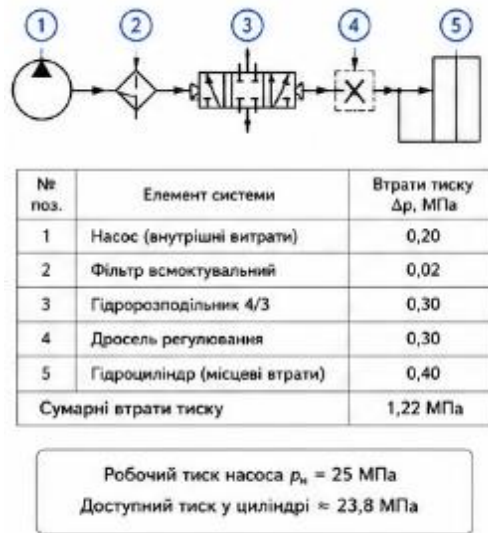 1 2 3 4 5
№ поз. Елемент системи Втрати тиску Δp, МПа
1 Насос (внутрішні витрати) 0,20
2 Фільтр всмоктувальний 0,02
3 Гідророзподільник 4/3 0,30
4 Дросель регулювання 0,30
5 Гідроциліндр (місцеві втрати) 0,40
Сумарні втрати тиску 1,22 МПа
Робочий тиск насоса pн = 25 МПа
Доступний тиск у циліндрі ≈ 23,8 МПа